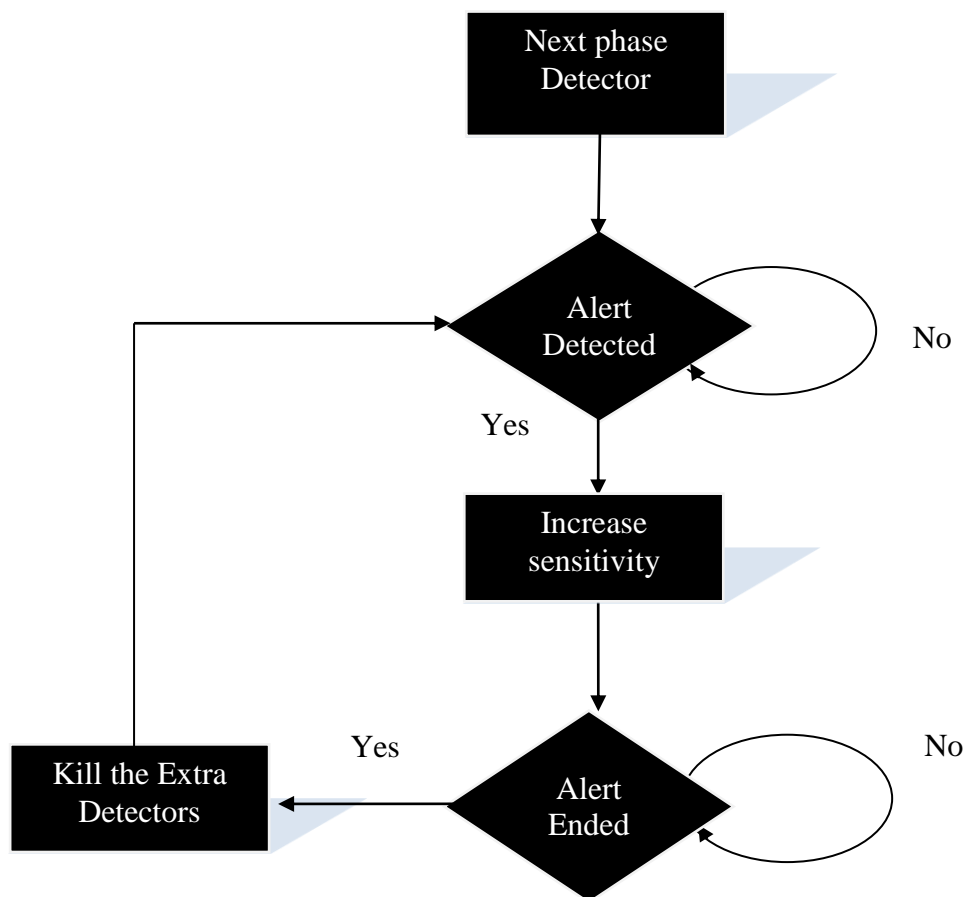 Next phase
Detector
Alert
Detected
No
Yes
Increase
sensitivity
Yes
No
Kill the Extra
Detectors
Alert
Ended